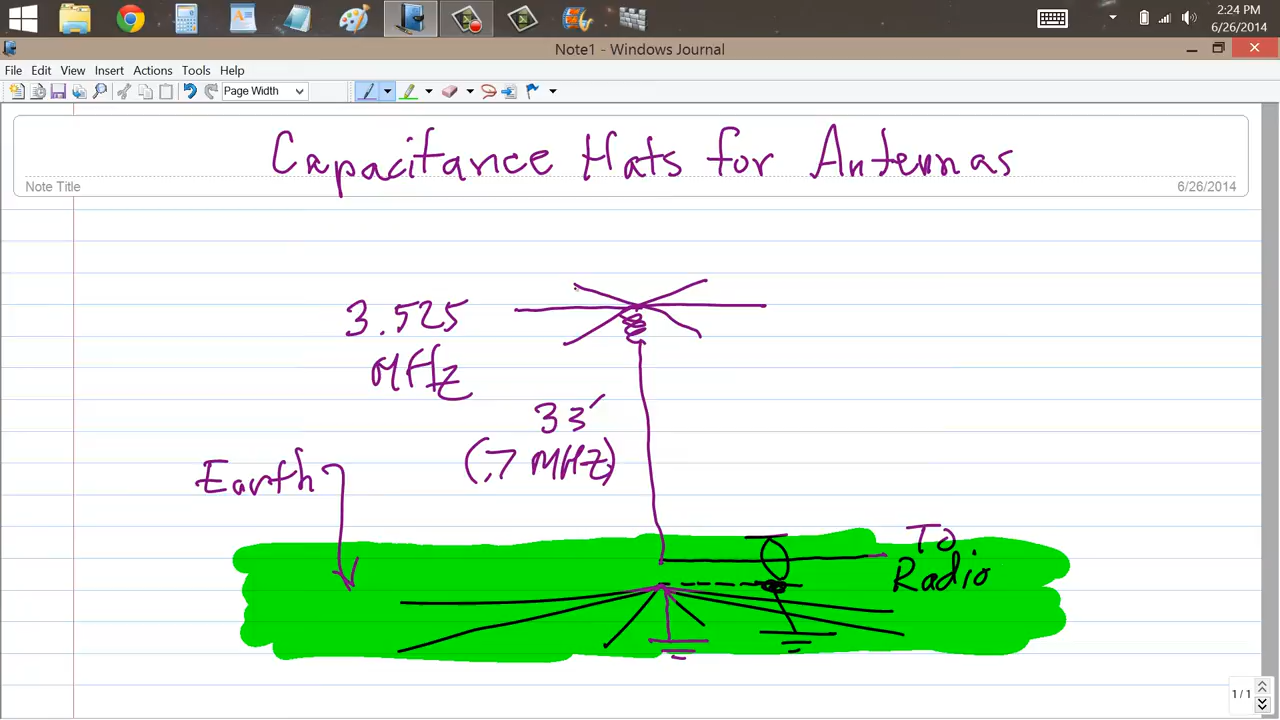 2:24 PM
6/26/2014
Note1 - Windows Journal
File Edit View Insert Actions Tools Help
Page Width
Capacitance Hats for Antennas
Note Title
6/26/2014
3.525
MHz
33'
(.7 MHz)
Earth
To
Radio
1/1